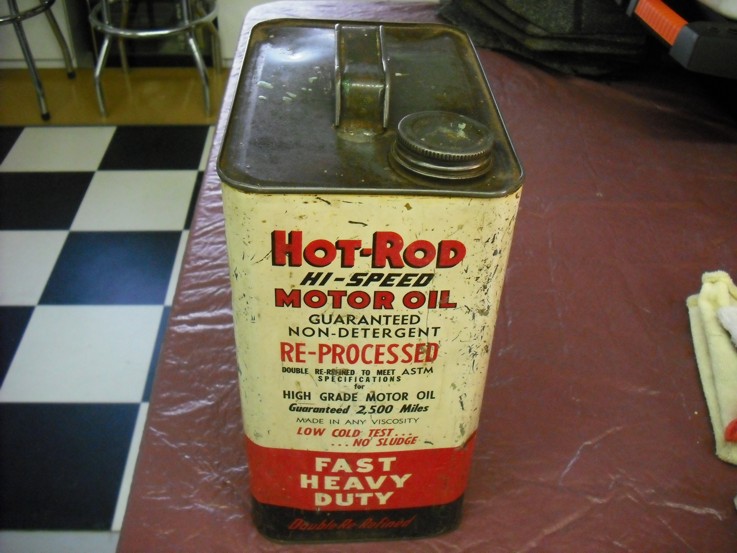 HOT-ROD
HI-SPEED
MOTOR OIL
GUARANTEED
NON-DETERGENT
RE-PROCESSED
DOUBLE RE-REFINED TO MEET ASTM
SPECIFICATIONS
for
HIGH GRADE MOTOR OIL
Guaranteed 2,500 Miles
MADE IN ANY VISCOSITY
LOW COLD TEST...
...NO SLUDGE
FAST
HEAVY
DUTY
Double Re-Refined